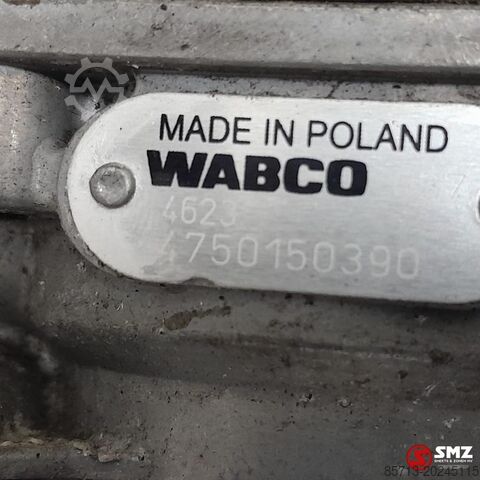 MADE IN POLAND
WABCO
4623
4750150390
SMZ
85713-20245115